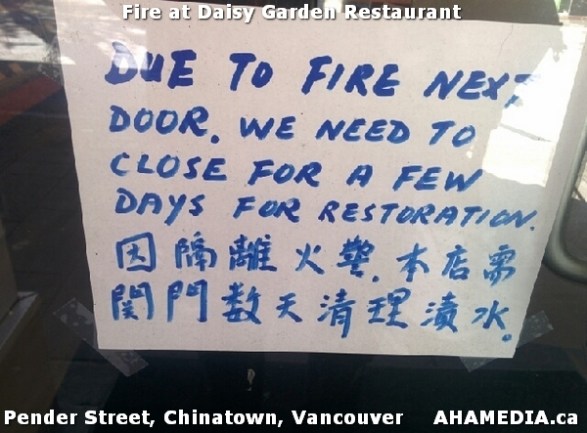 Fire at Daisy Garden Restaurant
DUE TO FIRE NEXT
DOOR. WE NEED TO
CLOSE FOR A FEW
DAYS FOR RESTORATION.
因隔離火警.本店需
関門数天清理漬水.
Pender Street, Chinatown, Vancouver AHAMEDIA.ca